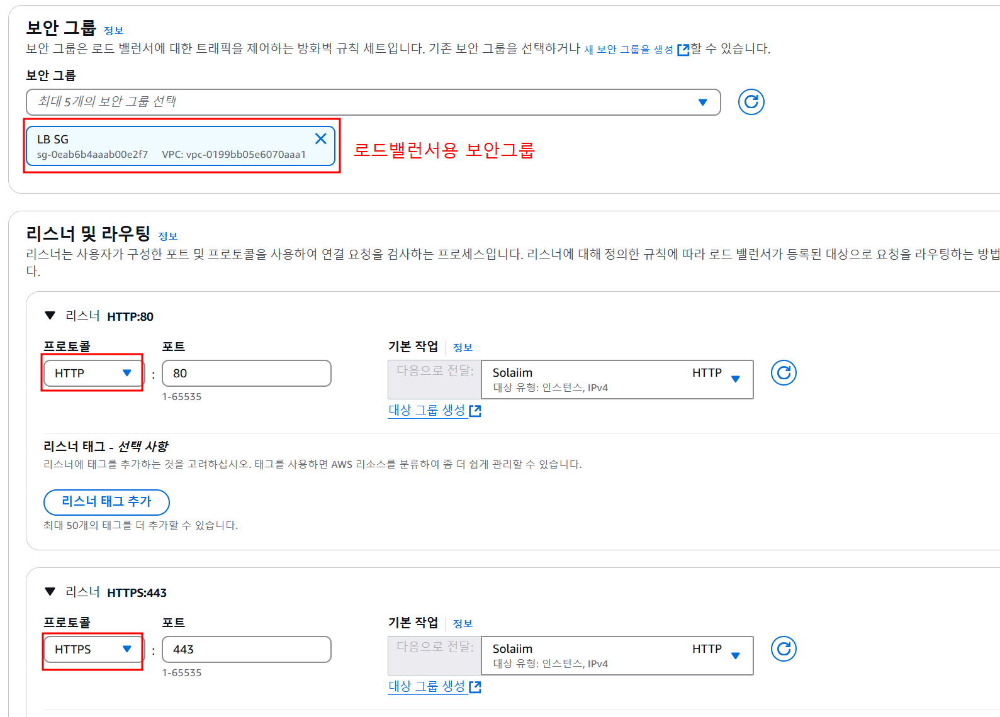 보안 그룹 정보
보안 그룹은 로드 밸런서에 대한 트래픽을 제어하는 방화벽 규칙 세트입니다. 기존 보안 그룹을 선택하거나 새 보안 그룹을 생성 할 수 있습니다.
보안 그룹
최대 5개의 보안 그룹 선택
LB SG
sg-0eab6b4aaab00e2f7 VPC: vpc-0199bb05e6070aaa1
로드밸런서용 보안그룹
리스너 및 라우팅 정보
리스너는 사용자가 구성한 포트 및 프로토콜을 사용하여 연결 요청을 검사하는 프로세스입니다. 리스너에 대해 정의한 규칙에 따라 로드 밸런서가 등록된 대상으로 요청을 라우팅하는 방법
다.
리스너 HTTP:80
프로토콜 포트 기본 작업 정보
HTTP : 80 다음으로 전달: Solaiim HTTP
대상 유형: 인스턴스, IPv4
1-65535
대상 그룹 생성
리스너 태그 - 선택 사항
리스너에 태그를 추가하는 것을 고려하십시오. 태그를 사용하면 AWS 리소스를 분류하여 좀 더 쉽게 관리할 수 있습니다.
리스너 태그 추가
최대 50개의 태그를 더 추가할 수 있습니다.
리스너 HTTPS:443
프로토콜 포트 기본 작업 정보
HTTPS : 443 다음으로 전달: Solaiim HTTP
대상 유형: 인스턴스, IPv4
1-65535
대상 그룹 생성